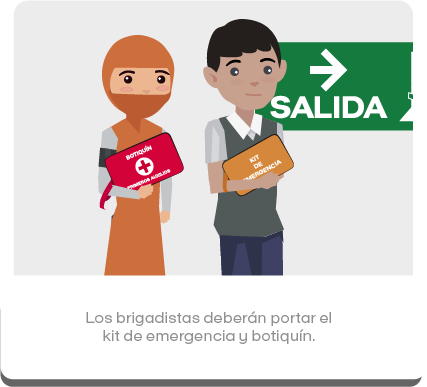 SALIDA
BOTIQUÍN
PRIMEROS AUXILIOS
KIT
DE
EMERGENCIA
Los brigadistas deberán portar el
kit de emergencia y botiquín.